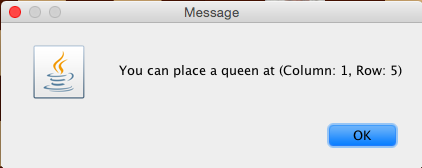 Message
You can place a queen at (Column: 1, Row: 5)
OK